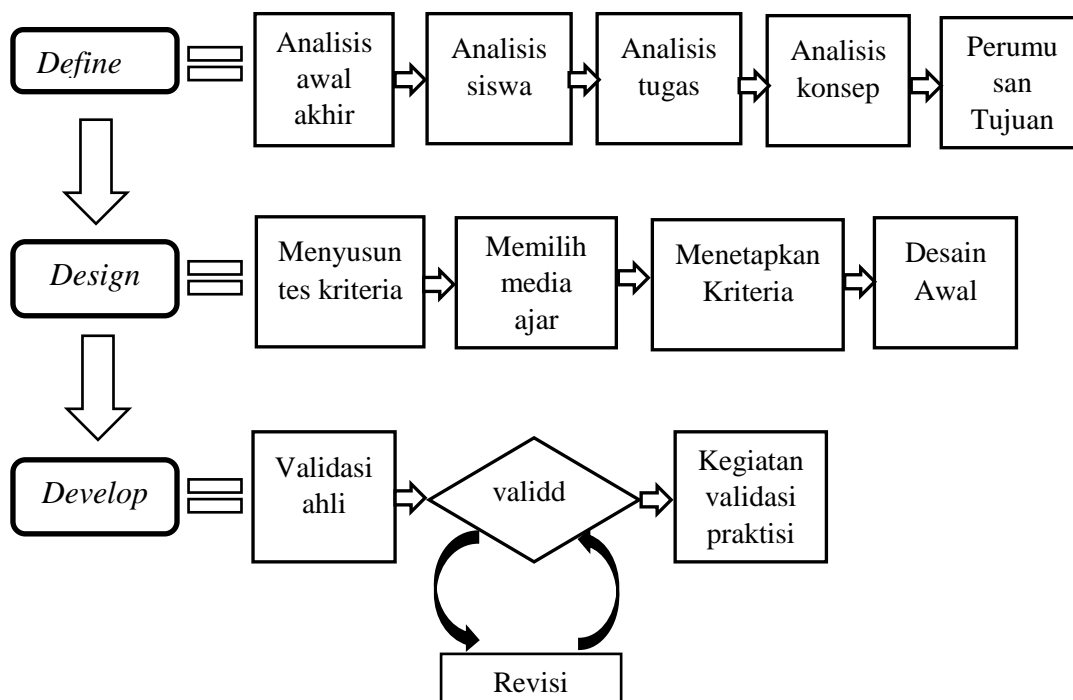 Define
Analisis
awal
akhir
Analisis
siswa
Analisis
tugas
Analisis
konsep
Perumu
san
Tujuan
Design
Menyusun
tes kriteria
Memilih
media
ajar
Menetapkan
Kriteria
Desain
Awal
Develop
Validasi
ahli
validd
Kegiatan
validasi
praktisi
Revisi